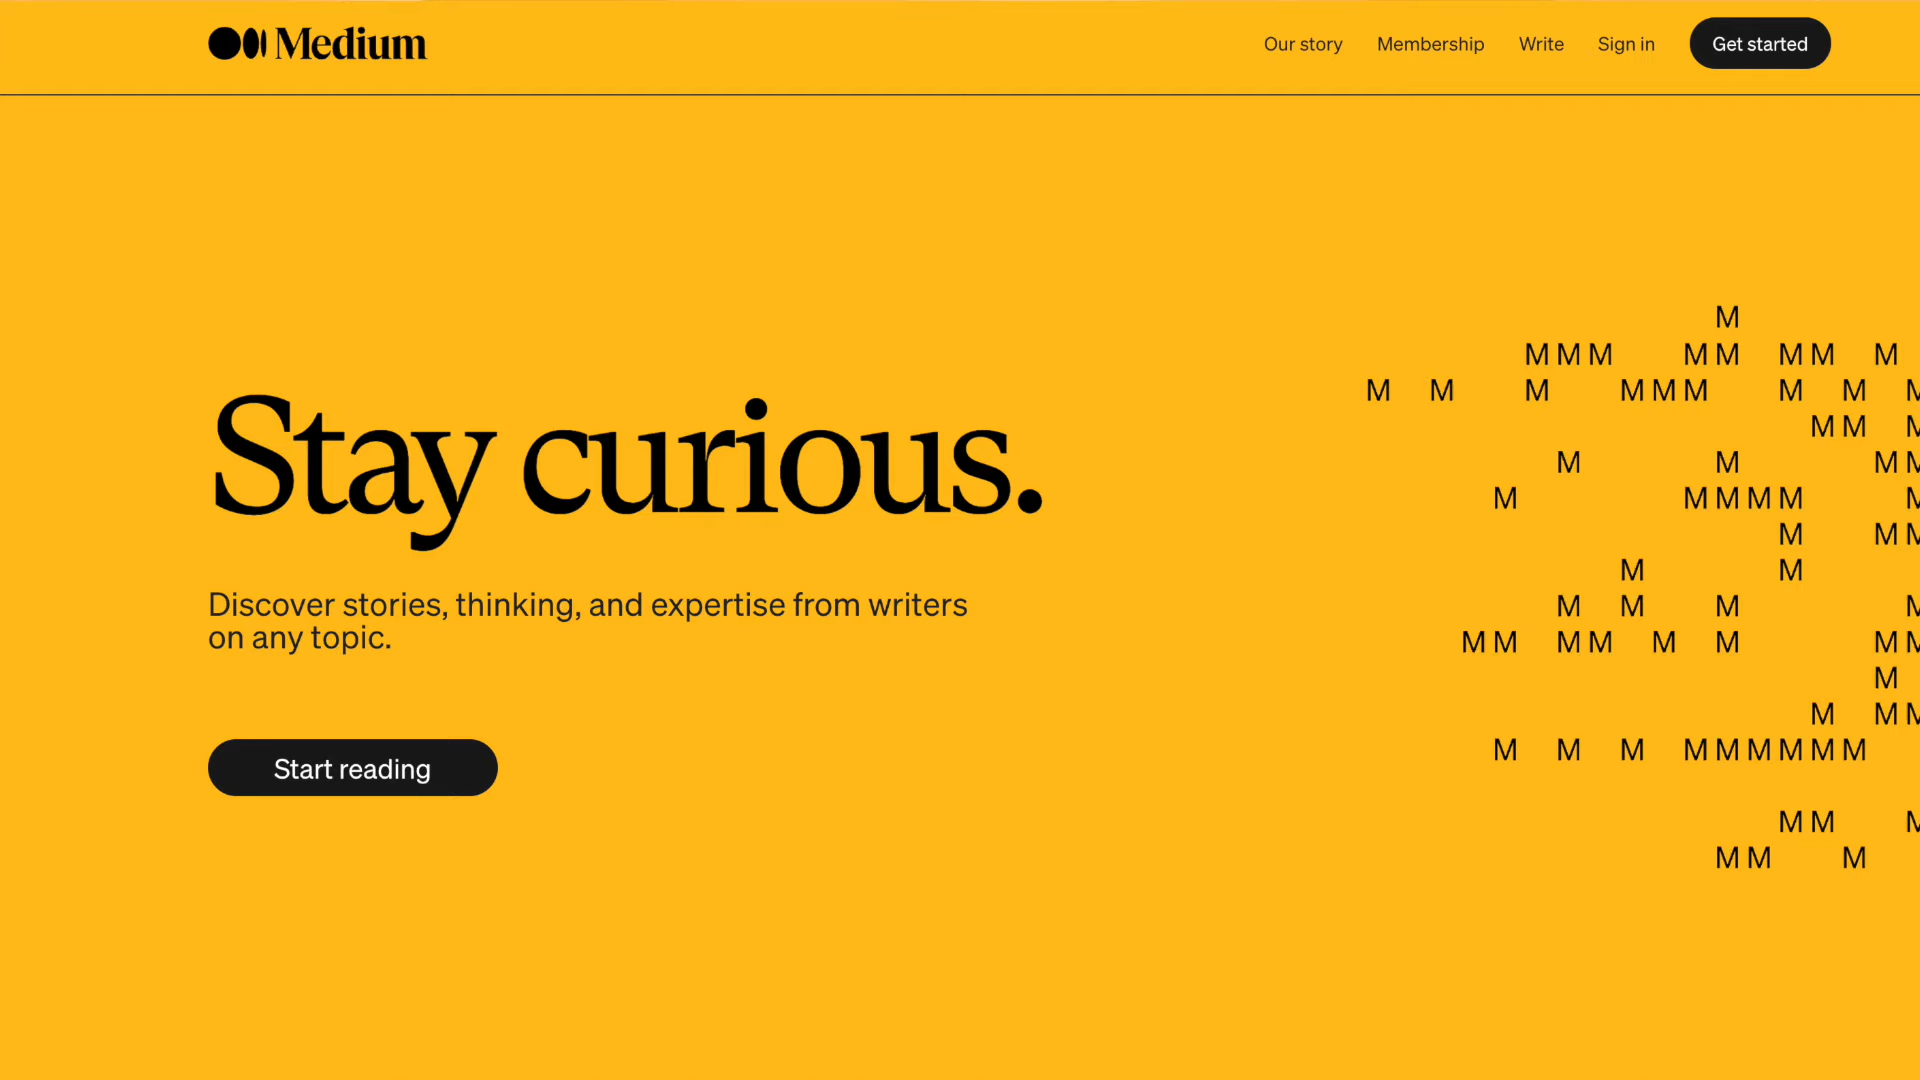 Medium
Our story Membership Write Sign in Get started
Stay curious.
Discover stories, thinking, and expertise from writers
on any topic.
Start reading
M
M M M M M M M M
M M M M M M M M M
M M M
M M M M
M M M M M M
M M M
M M
M M M M
M M M M M M M M
M
M M M
M M M M M M M M M
M M M
M M M